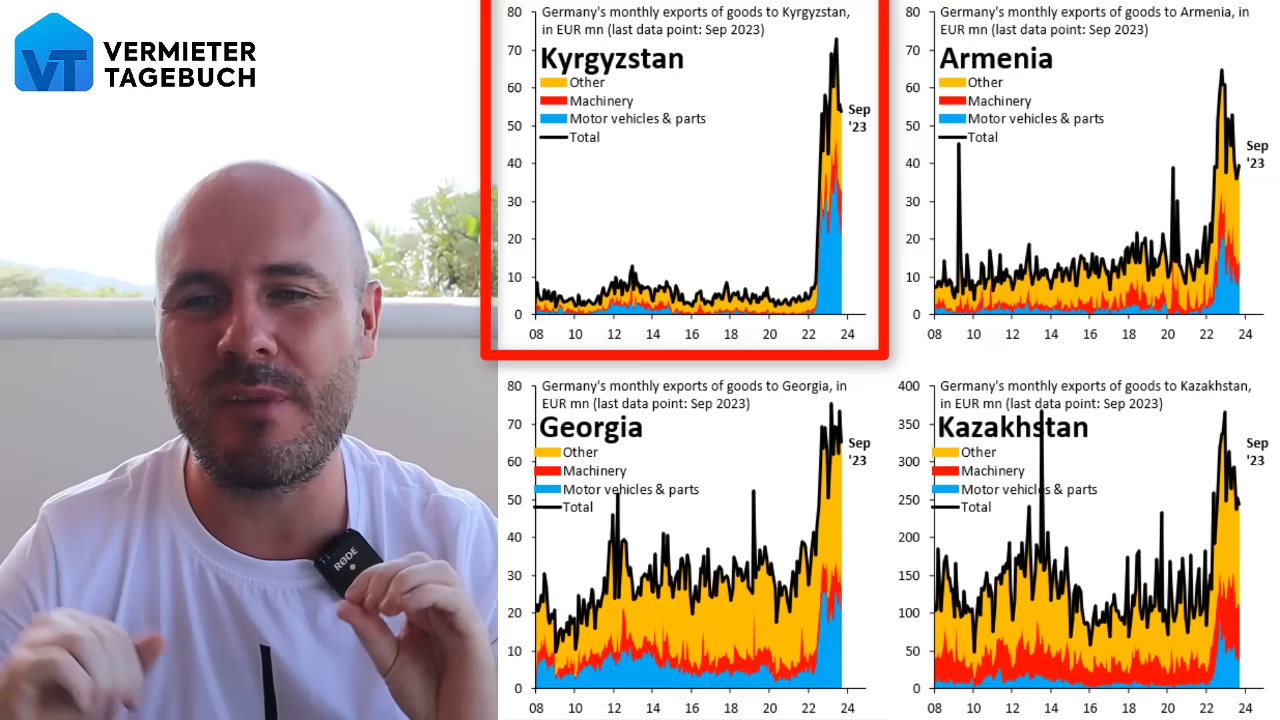 VERMIETER
TAGEBUCH
VT
RØDE
Germany's monthly exports of goods to Kyrgyzstan,
in EUR mn (last data point: Sep 2023)
Kyrgyzstan
Other
Machinery
Motor vehicles & parts
Total
Sep
'23
80
70
60
50
40
30
20
10
0
08 10 12 14 16 18 20 22 24
Germany's monthly exports of goods to Armenia, in
EUR mn (last data point: Sep 2023)
Armenia
Other
Machinery
Motor vehicles & parts
Total
Sep
'23
80
70
60
50
40
30
20
10
0
08 10 12 14 16 18 20 22 24
Germany's monthly exports of goods to Georgia, in
EUR mn (last data point: Sep 2023)
Georgia
Other
Machinery
Motor vehicles & parts
Total
Sep
'23
80
70
60
50
40
30
20
10
0
08 10 12 14 16 18 20 22 24
Germany's monthly exports of goods to Kazakhstan,
in EUR mn (last data point: Sep 2023)
Kazakhstan
Other
Machinery
Motor vehicles & parts
Total
Sep
'23
400
350
300
250
200
150
100
50
0
08 10 12 14 16 18 20 22 24